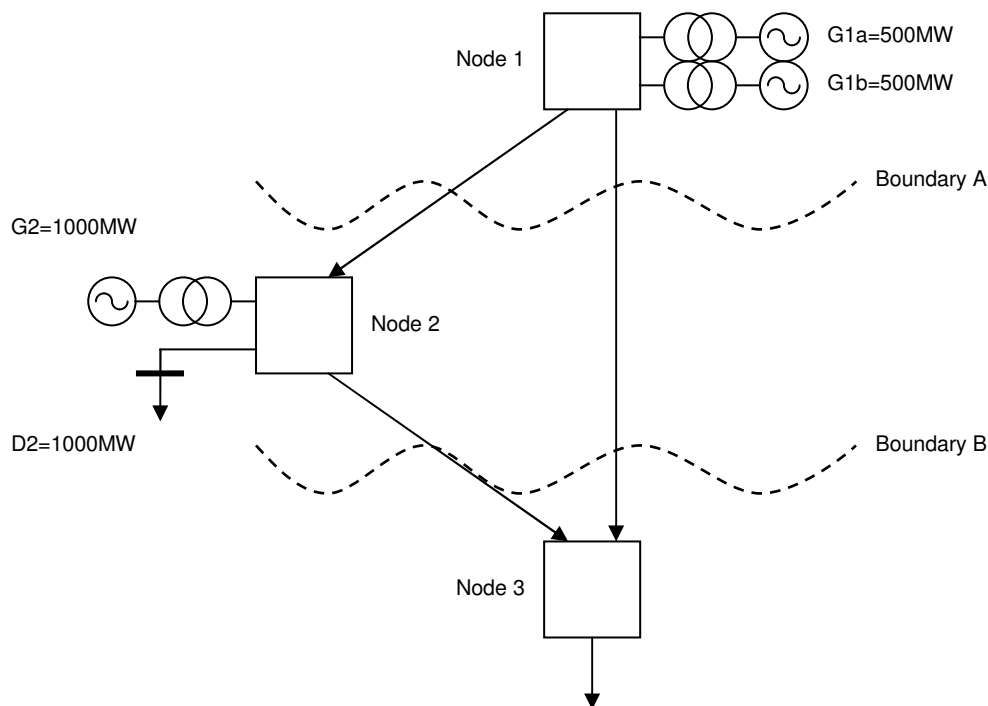 Node 1
G1a=500MW
G1b=500MW
Boundary A
G2=1000MW
Node 2
D2=1000MW
Boundary B
Node 3